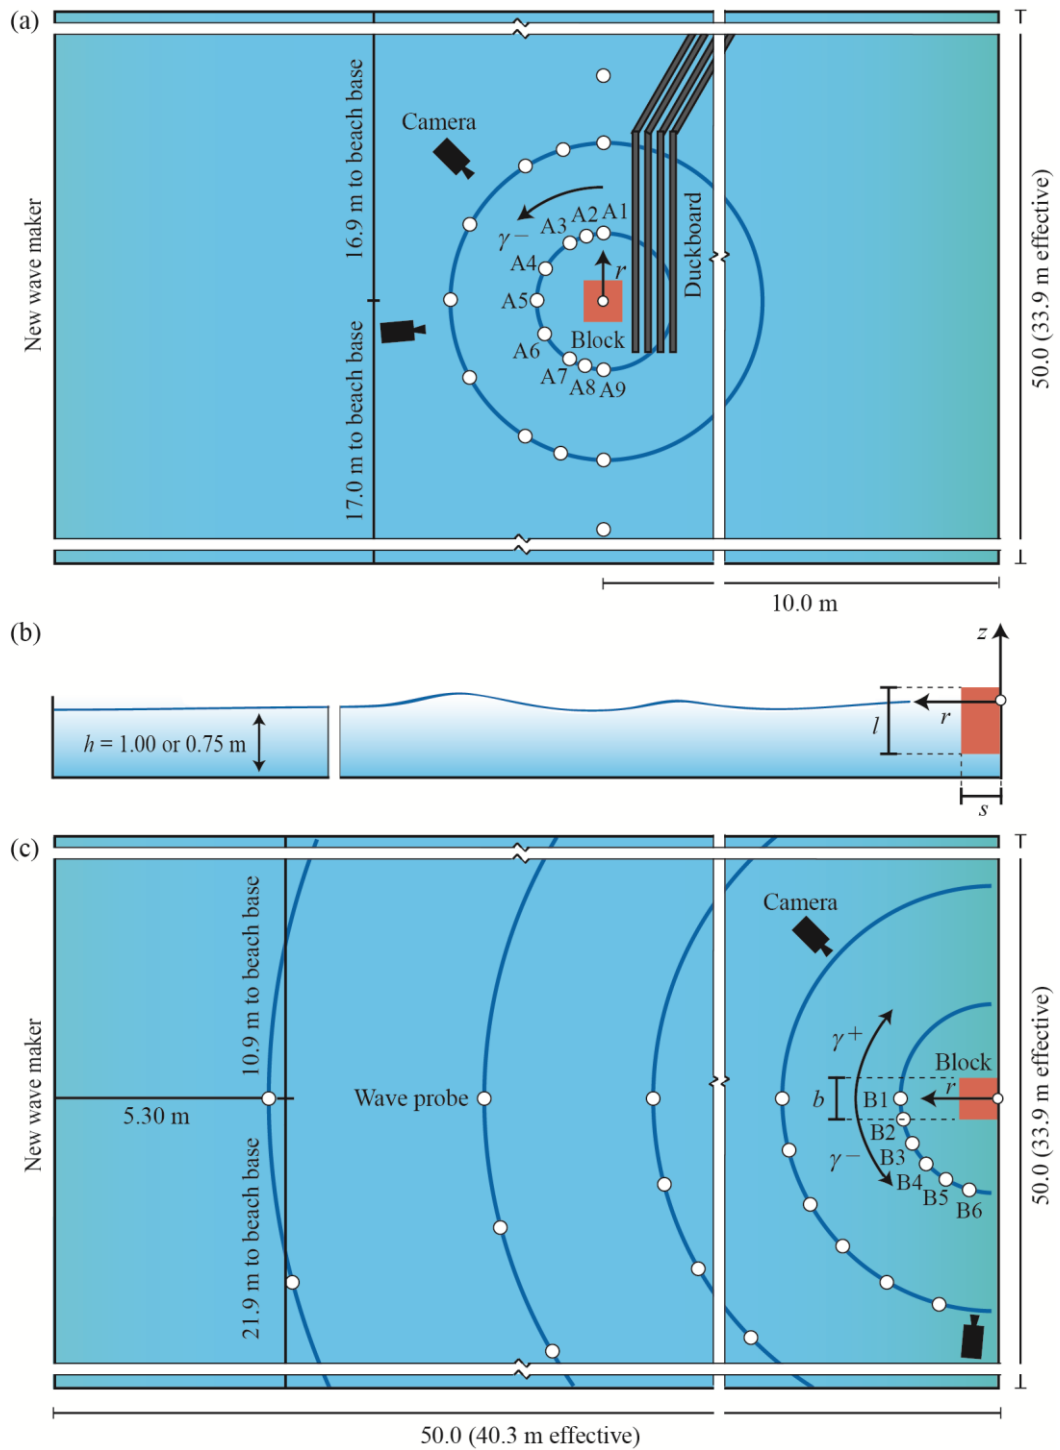 (a)
16.9 m to beach base
Camera
New wave maker
γ−
A3 A2 A1
A4
r
A5
Block
A6
A7
A8 A9
Duckboard
17.0 m to beach base
50.0 (33.9 m effective)
10.0 m
(b)
z
h = 1.00 or 0.75 m
l
r
s
(c)
10.9 m to beach base
Camera
New wave maker
γ+
Block
5.30 m
Wave probe
b
B1
r
B2
γ−
B3
B4
B5
B6
21.9 m to beach base
50.0 (33.9 m effective)
50.0 (40.3 m effective)